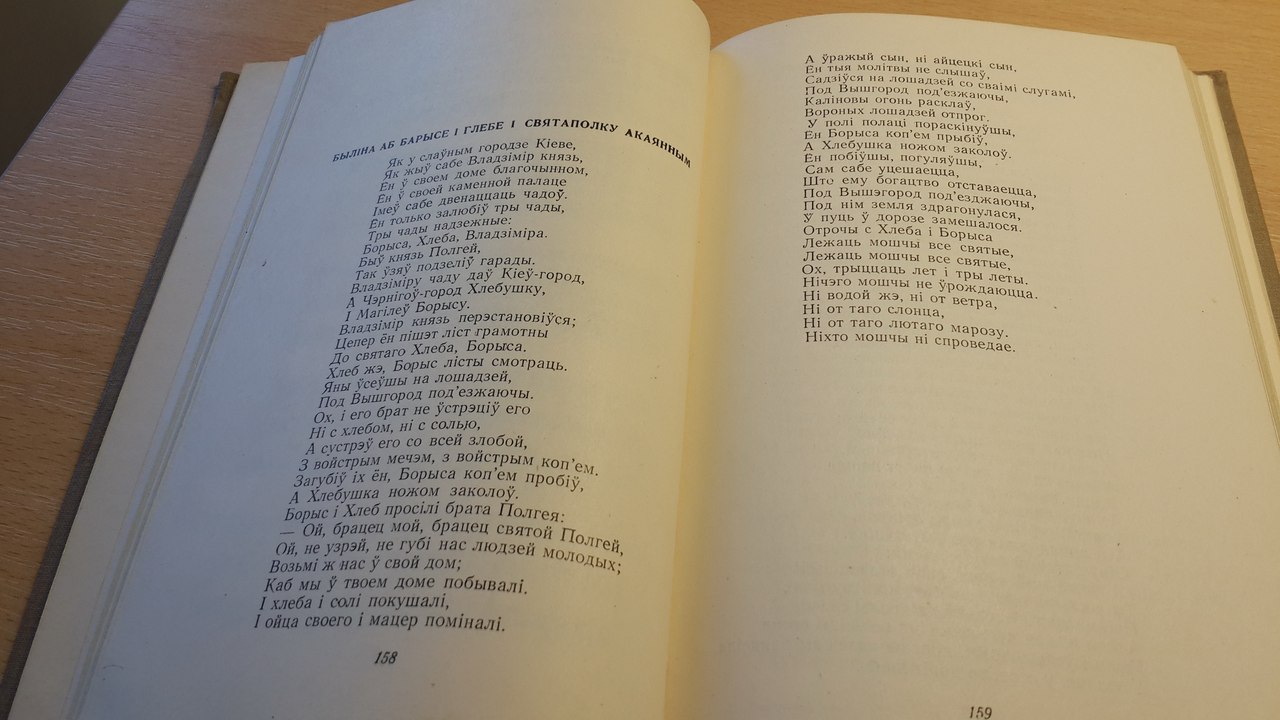 БЫЛІНА АБ БАРЫСЕ І ГЛЕБЕ І СВЯТАПОЛКУ АКАЯННЫМ
Як у слаўным городзе Кіеве,
Як жыў сабе Владзімір князь,
Ён ў своем доме благочынном,
Ён ў своей каменной палаце
Імеў сабе двенаццаць чадоў.
Ён только залюбіў тры чады,
Тры чады надзежные:
Борыса, Хлеба, Владзіміра.
Быў князь Полгей,
Так ўзяў подзеліў гарады.
Владзіміру чаду даў Кіеў-город,
А Чэрнігоў-город Хлебушку,
І Магілеў Борысу.
Владзімір князь перэстановіўся;
Цепер ён пішэт ліст грамотны
До святаго Хлеба, Борыса.
Хлеб жэ, Борыс лісты смотраць.
Яны ўсеўшы на лошадзей,
Под Вышгород под'езжаючы.
Ох, і его брат не ўстрэціў его
Ні с хлебом, ні с солью,
А сустрэў его со всей злобой,
З войстрым мечэм, з войстрым коп'ем.
Загубіў іх ён, Борыса коп'ем пробіў,
А Хлебушка ножом заколоў.
Борыс і Хлеб просілі брата Полгея:
— Ой, брацец мой, брацец святой Полгей,
Ой, не узрэй, не губі нас людзей молодых;
Возьмі ж нас ў свой дом;
Каб мы ў твоем доме побывалі.
І хлеба і солі покушалі,
І ойца своего і мацер поміналі.
158
А ўражый сын, ні айцецкі сын,
Ён тыя молітвы не слышаў,
Садзіўся на лошадзей со сваімі слугамі,
Под Вышгород под'езжаючы,
Каліновы огонь расклаў,
Вороных лошадзей отпрог.
У полі полаці пораскінуўшы,
Ён Борыса коп'ем прыбіў,
А Хлебушка ножом заколоў.
Ён побіўшы, погуляўшы,
Сам сабе уцешаецца,
Што ему богацтво отставаецца,
Под Вышэгород под'езджаючы,
Под нім земля здрагонулася,
У пуць ў дорозе замешалося.
Отрочы с Хлеба і Борыса
Лежаць мошчы все святые,
Лежаць мошчы все святые,
Ох, трыццаць лет і тры леты.
Нічэго мошчы не ўрождаюцца.
Ні водой жэ, ні от ветра,
Ні от таго слонца,
Ні от таго лютаго марозу.
Ніхто мошчы ні спроведае.
159